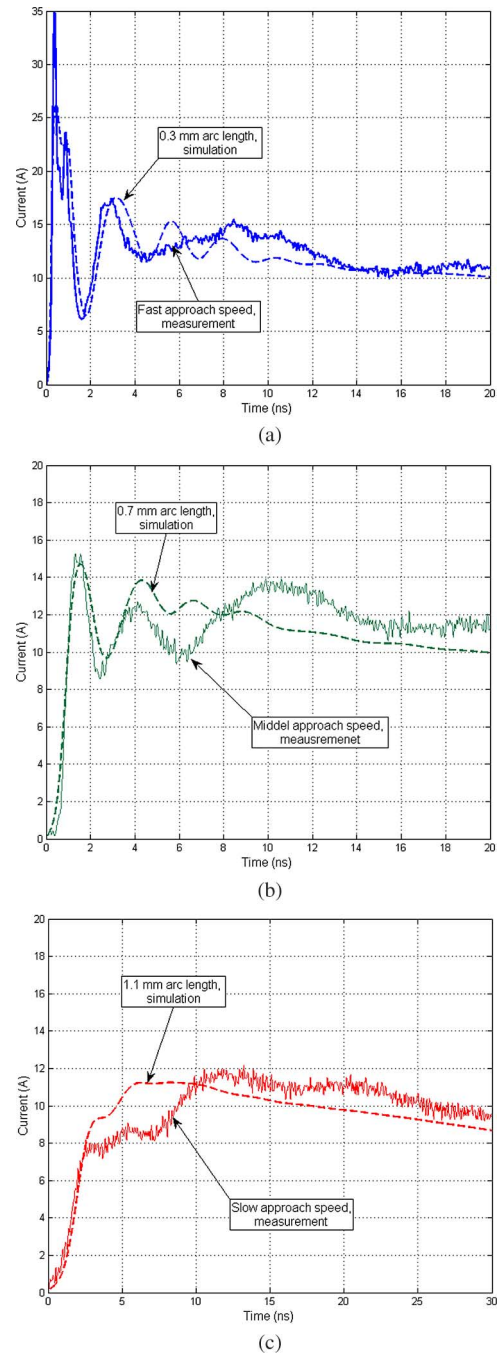 35
30
25
20
15
10
5
0
Current (A)
0.3 mm arc length,
simulation
Fast approach speed,
measurement
0 2 4 6 8 10 12 14 16 18 20
Time (ns)
(a)
20
18
16
14
12
10
8
6
4
2
0
Current (A)
0.7 mm arc length,
simulation
Middel approach speed,
meausremenet
0 2 4 6 8 10 12 14 16 18 20
Time (ns)
(b)
20
18
16
14
12
10
8
6
4
2
0
Current (A)
1.1 mm arc length,
simulation
Slow approach speed,
measurement
0 5 10 15 20 25 30
Time (ns)
(c)